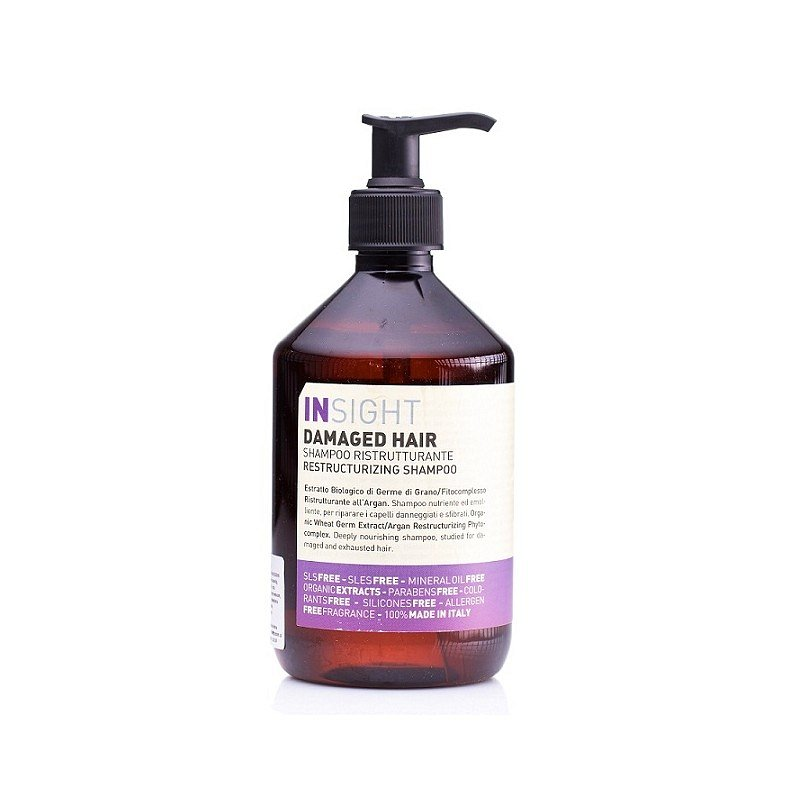 INSIGHT
DAMAGED HAIR
SHAMPOO RISTRUTTURANTE
RESTRUCTURIZING SHAMPOO
Estratto Biologico di Germe di Grano/Fitocomplesso
Ristrutturante all'Argan. Shampoo nutriente ed emol-
liente, per riparare i capelli danneggiati e sfibrati. Orga-
nic Wheat Germ Extract/Argan Restructurizing Phyto-
complex. Deeply nourishing shampoo, studied for da-
maged and exhausted hair.
SLSFREE - SLESFREE - MINERAL OILFREE
ORGANICEXTRACTS - PARABENSFREE - COLO-
RANTSFREE - SILICONESFREE - ALLERGEN
FREEFRAGRANCE - 100%MADE IN ITALY